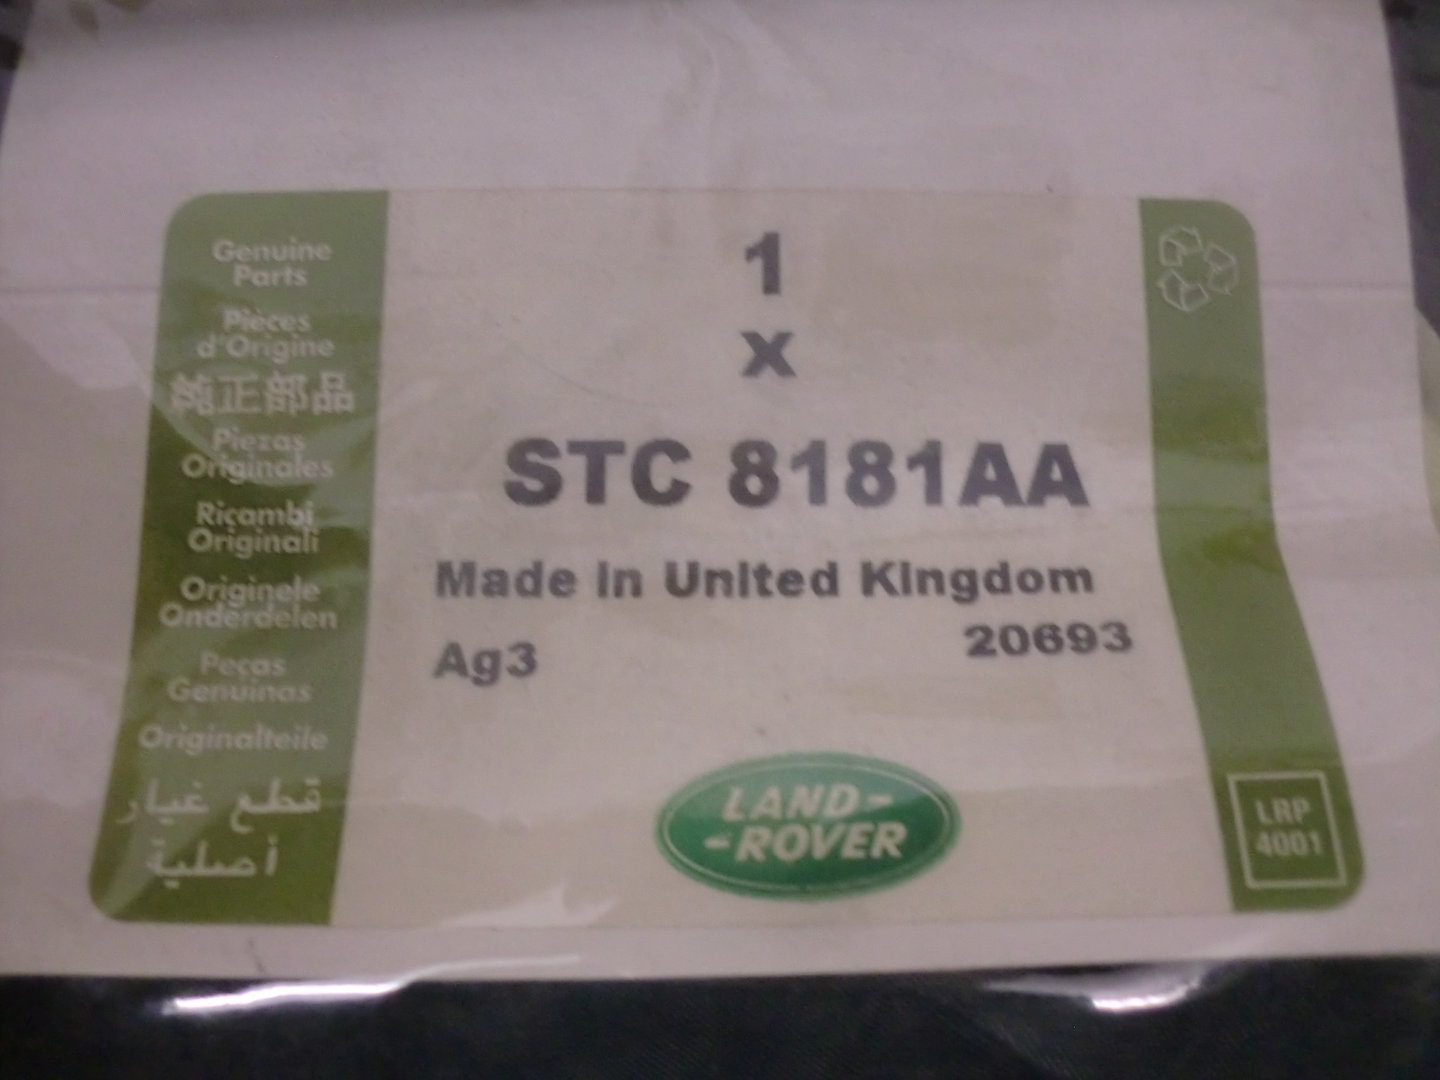 Genuine
Parts
Pièces
d'Origine
純正部品
Piezas
Originales
Ricambi
Originali
Originele
Onderdelen
Peças
Genuinas
Originalteile
قطع غيار
أصلية
1
x
STC 8181AA
Made in United Kingdom
Ag3
20693
LAND-
-ROVER
LRP
4001